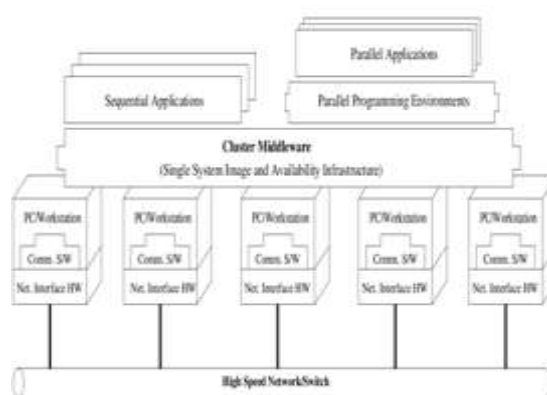 Parallel Applications
Sequential Applications
Parallel Programming Environments
Cluster Middleware
(Single System Image and Availability Infrastructure)
PC/Workstation
PC/Workstation
PC/Workstation
PC/Workstation
PC/Workstation
Comm. S/W
Comm. S/W
Comm. S/W
Comm. S/W
Comm. S/W
Net. Interface HW
Net. Interface HW
Net. Interface HW
Net. Interface HW
Net. Interface HW
High Speed Network/Switch